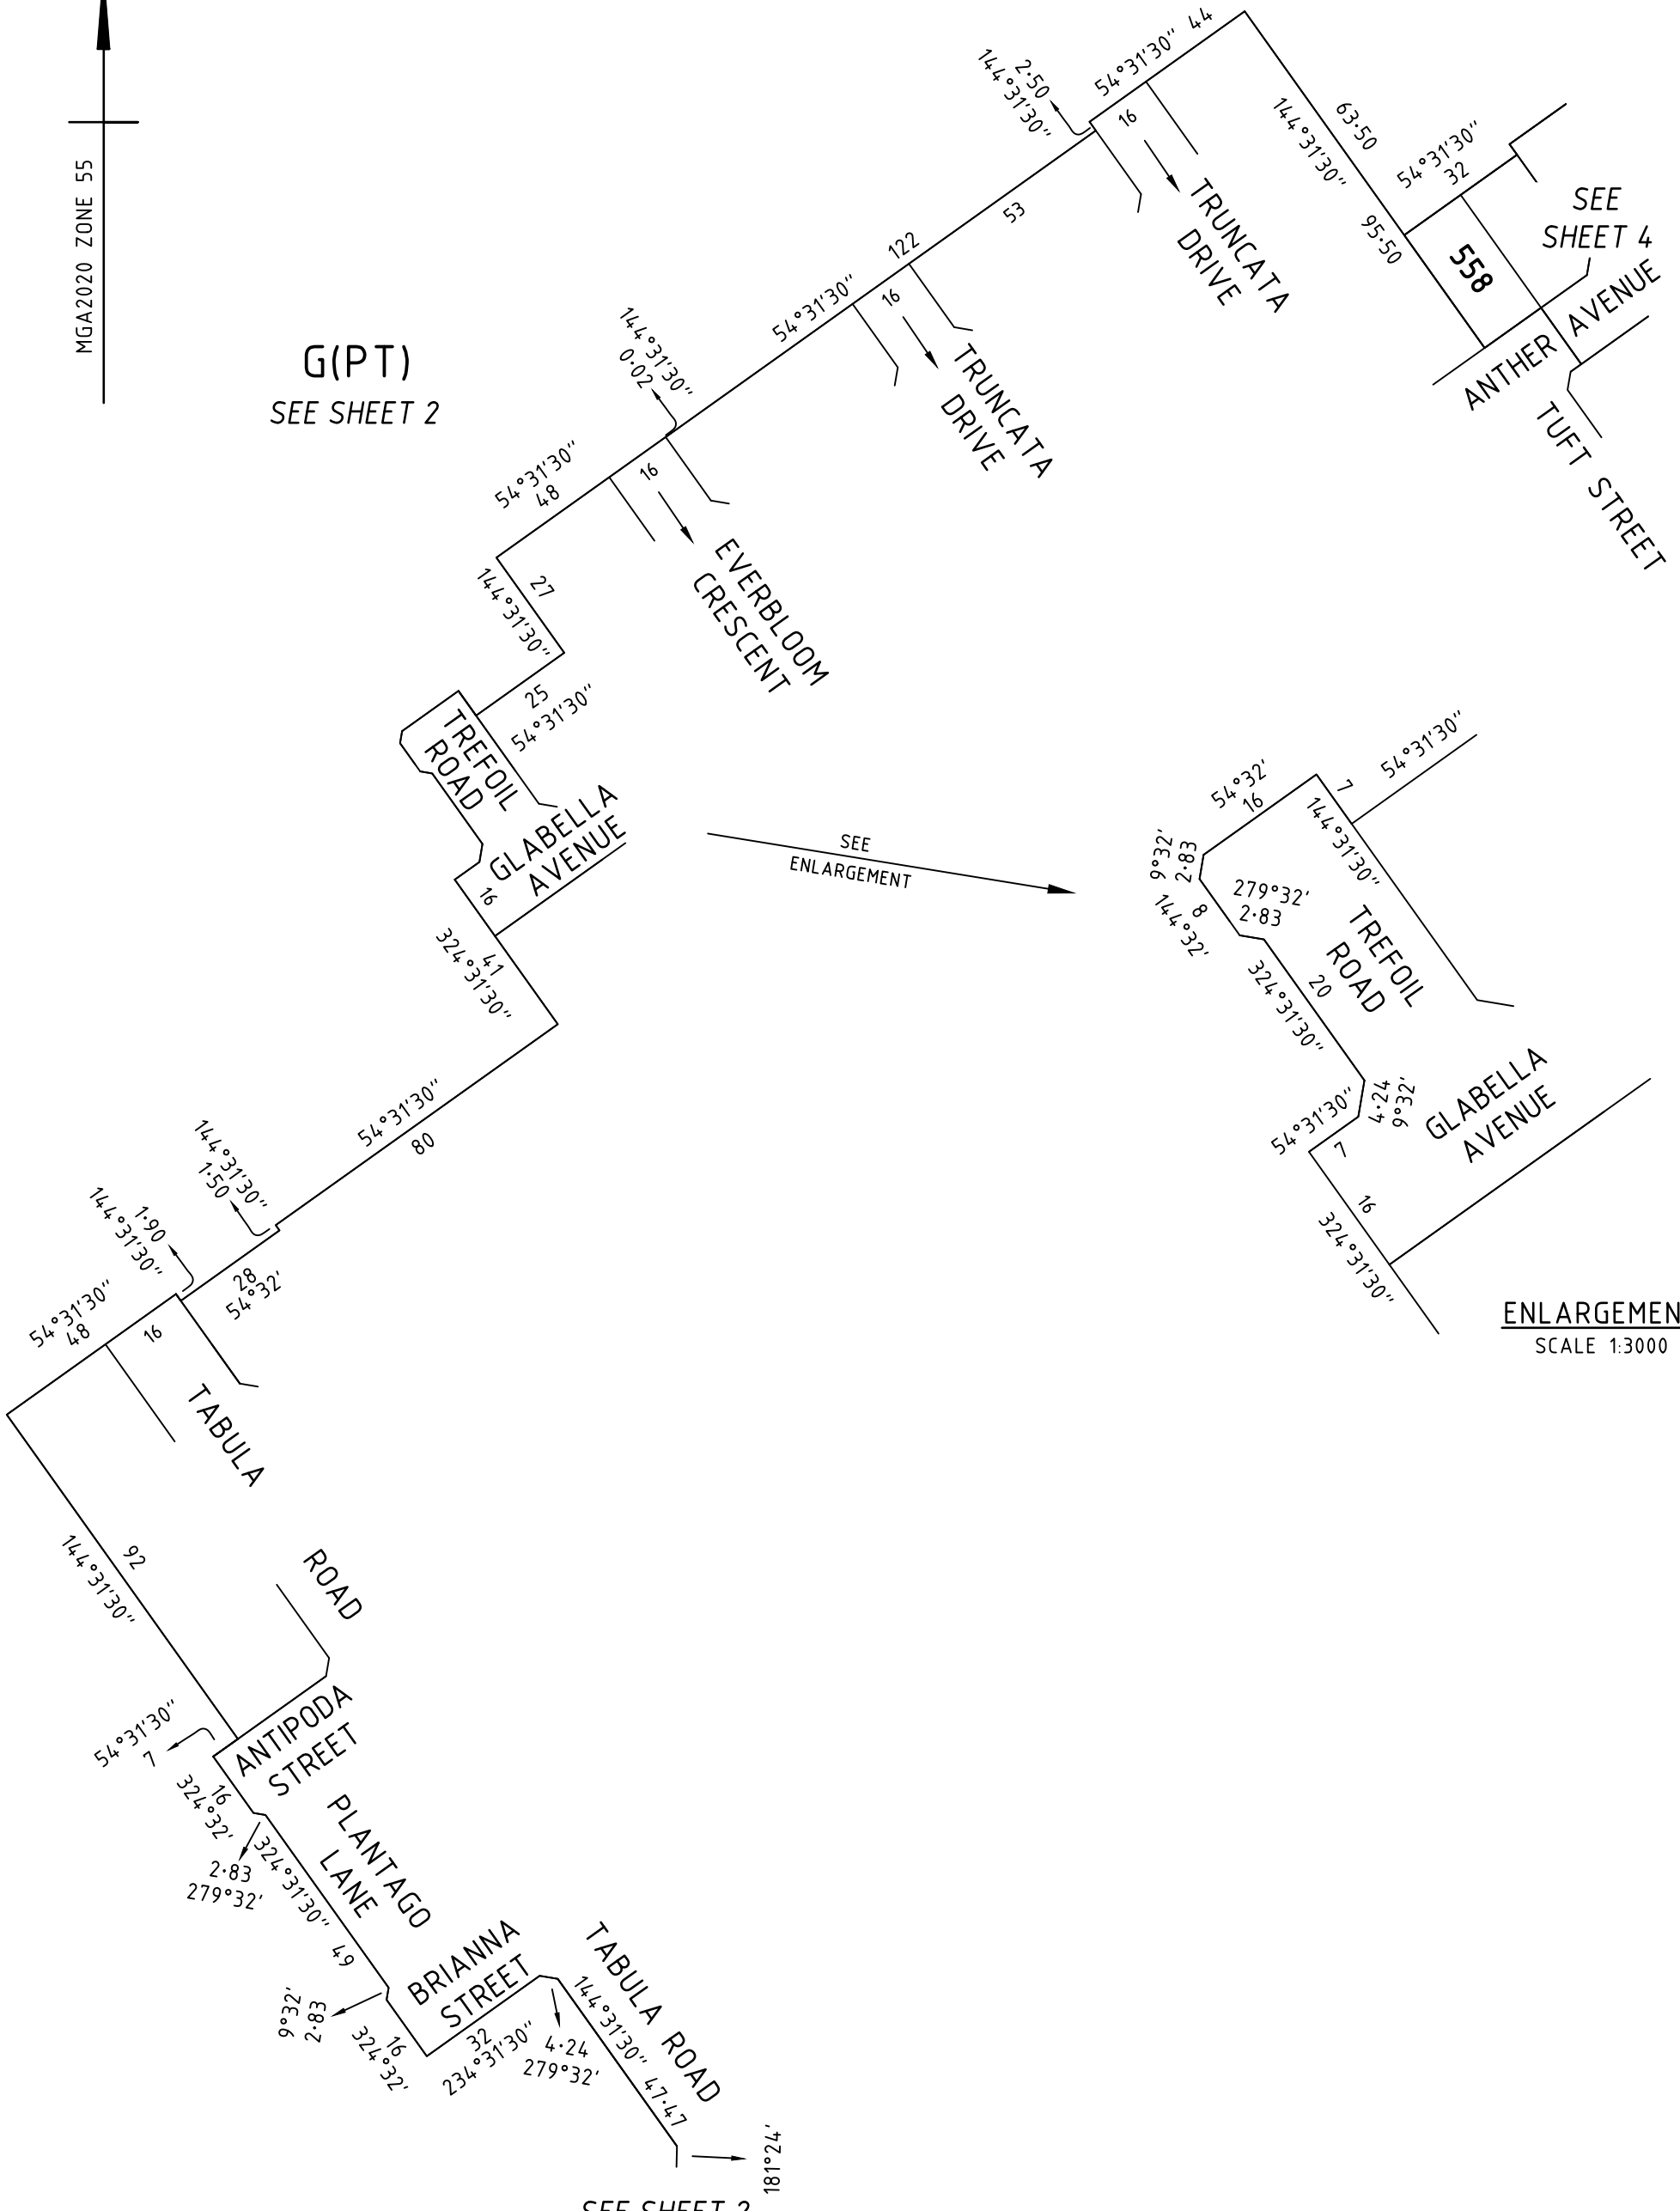 MGA2020 ZONE 55
G(PT)
SEE SHEET 2
54°31'30" 44
2·50
144°31'30"
16
TRUNCATA
DRIVE
63·50
144°31'30"
95·50
54°31'30"
32
SEE
SHEET 4
558
ANTHER AVENUE
TUFT STREET
53
122
54°31'30"
16
TRUNCATA
DRIVE
144°31'30"
0·02
54°31'30"
48
16
EVERBLOOM
CRESCENT
27
144°31'30"
25
54°31'30"
TREFOIL
ROAD
GLABELLA
AVENUE
16
41
324°31'30"
SEE
ENLARGEMENT
54°31'30"
7
54°32'
16
144°31'30"
9°32'
2·83
279°32'
2·83
8
144°32'
TREFOIL
ROAD
20
324°31'30"
4·24
9°32'
54°31'30"
7
GLABELLA
AVENUE
16
324°31'30"
ENLARGEMEN
SCALE 1:3000
54°31'30"
80
144°31'30"
1·50
1·90
144°31'30"
28
54°32'
54°31'30"
48
16
TABULA
ROAD
92
144°31'30"
54°31'30"
7
ANTIPODA
STREET
16
324°32'
2·83
279°32'
PLANTAGO
LANE
324°31'30" 49
9°32'
2·83
BRIANNA
STREET
16
324°32'
32
234°31'30"
4·24
279°32'
TABULA ROAD
144°31'30" 47·47
181°24'